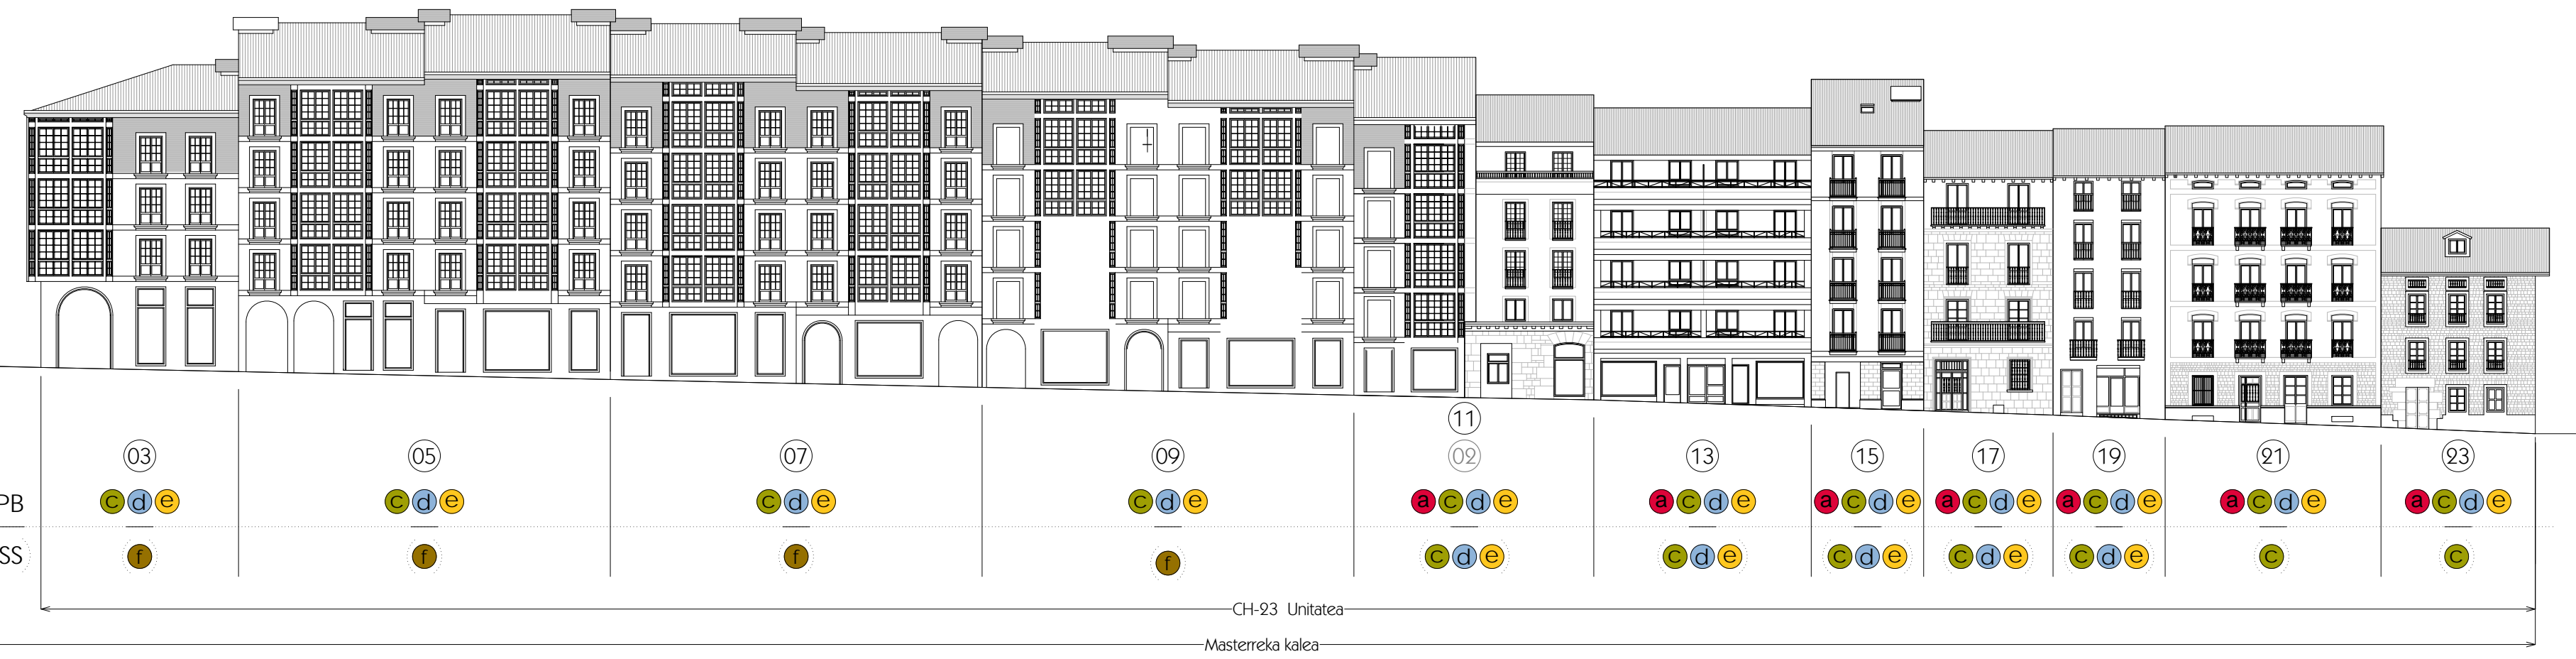 11
03 05 07 09 02 13 15 17 19 21 23
PB c d e c d e c d e c d e a c d e a c d e a c d e a c d e a c d e a c d e a c d e
SS f f f f c d e c d e c d e c d e c d e c c
CH-23 Unitatea
Masterreka kalea